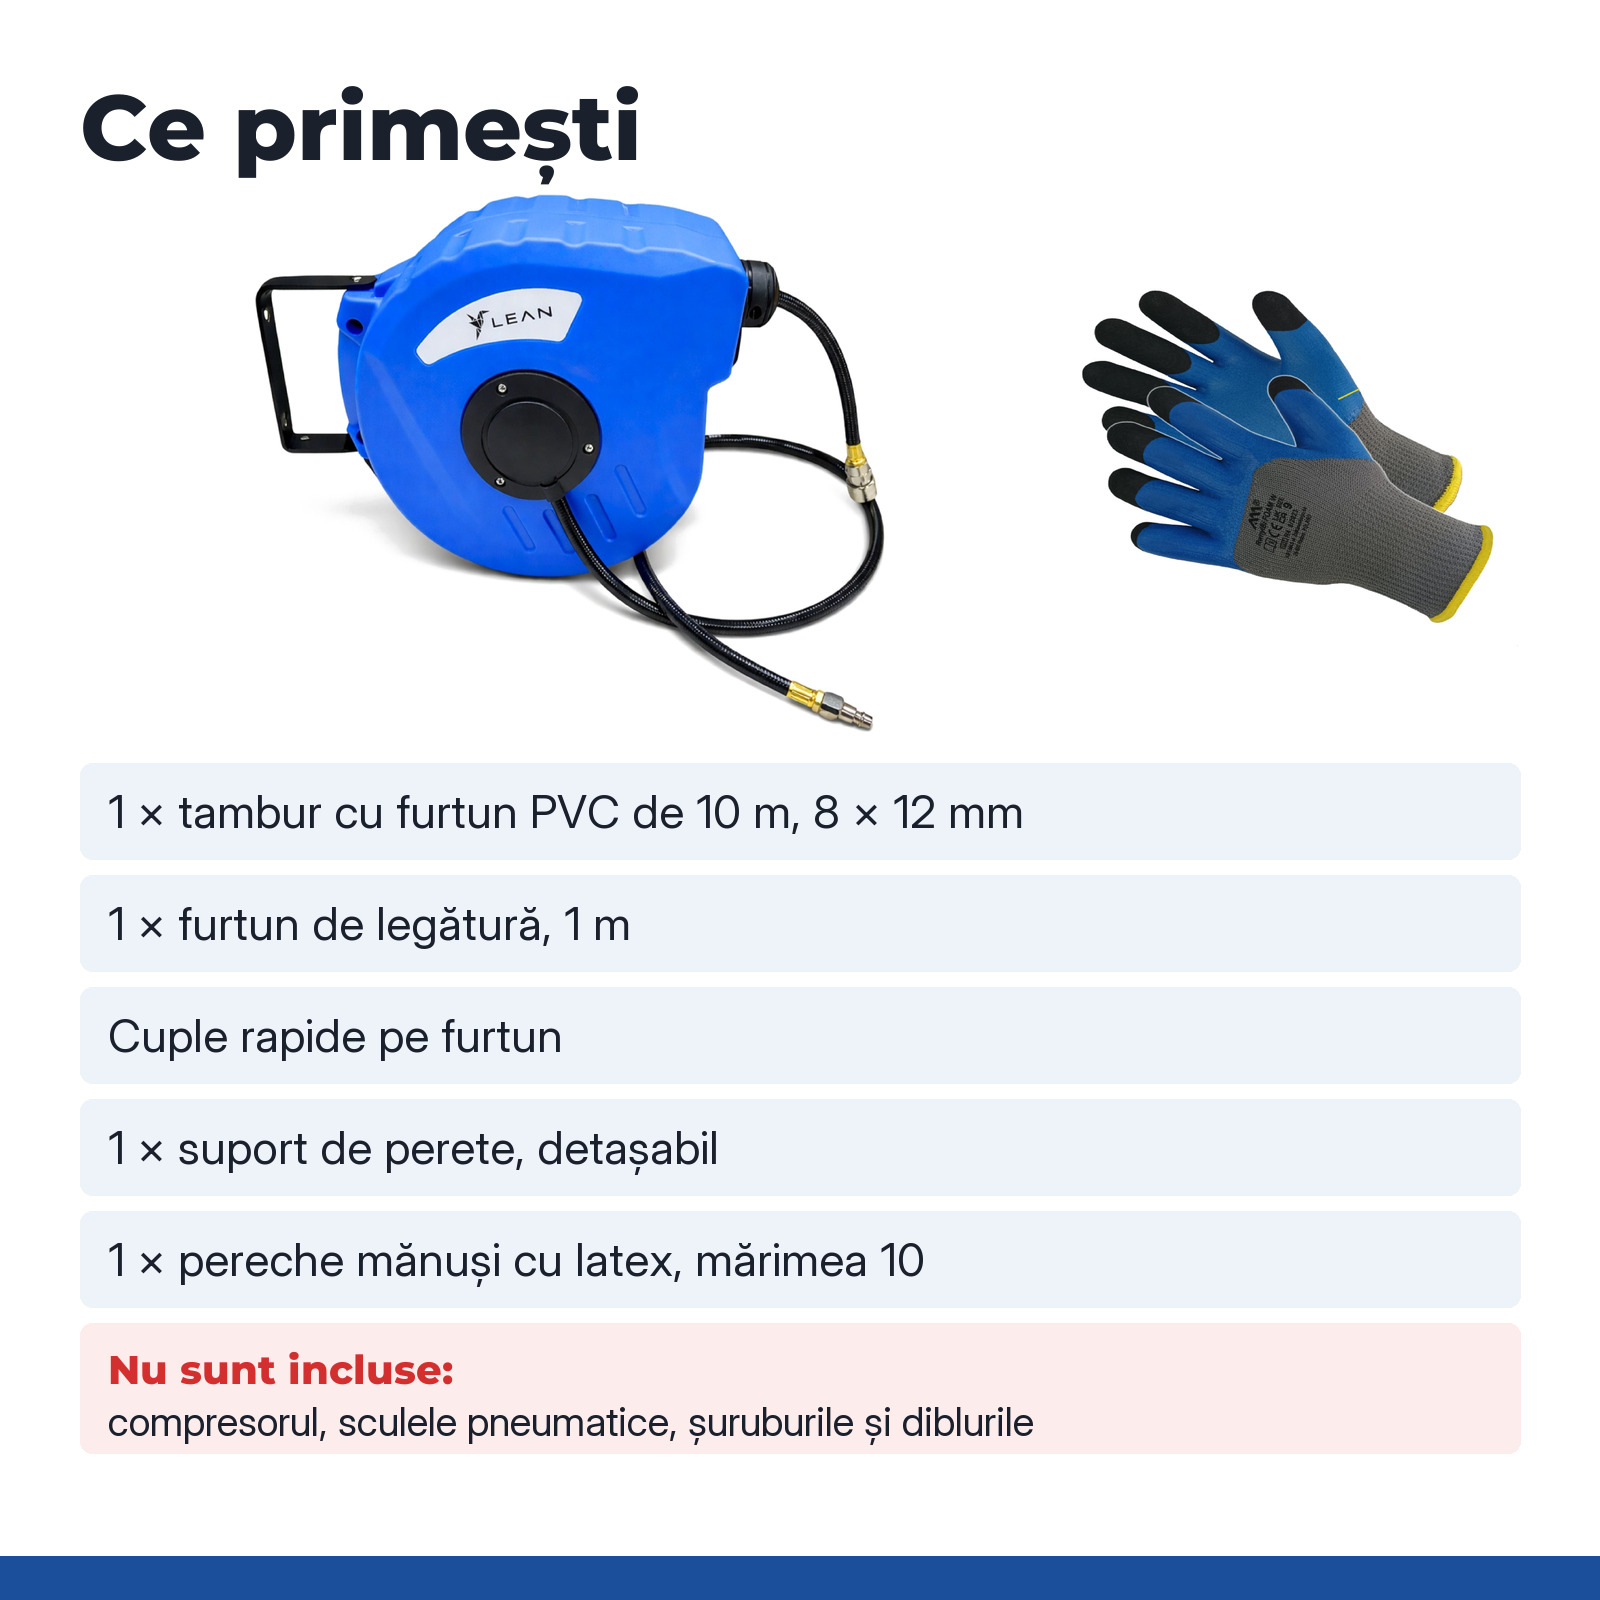 Ce primești
LEAN
1 × tambur cu furtun PVC de 10 m, 8 × 12 mm
1 × furtun de legătură, 1 m
Cuple rapide pe furtun
1 × suport de perete, detașabil
1 × pereche mănuși cu latex, mărimea 10
Nu sunt incluse:
compresorul, sculele pneumatice, șuruburile și diblurile